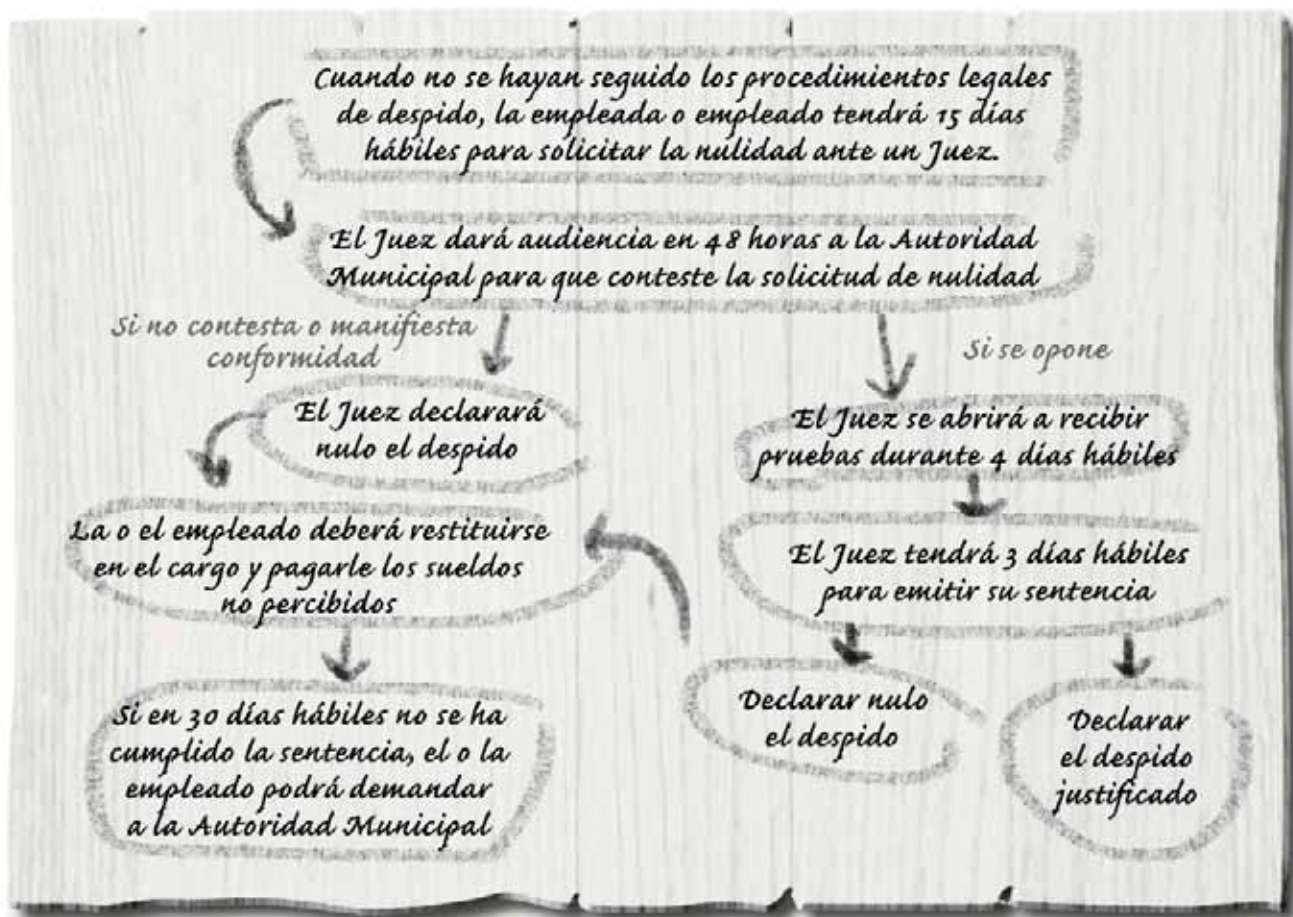 Cuando no se hayan seguido los procedimientos legales
de despido, la empleada o empleado tendrá 15 días
hábiles para solicitar la nulidad ante un Juez.
El Juez dará audiencia en 48 horas a la Autoridad
Municipal para que conteste la solicitud de nulidad
Si no contesta o manifiesta
conformidad
El Juez declarará
nulo el despido
La o el empleado deberá restituirse
en el cargo y pagarle los sueldos
no percibidos
Si en 30 días hábiles no se ha
cumplido la sentencia, el o la
empleado podrá demandar
a la Autoridad Municipal
Si se opone
El Juez se abrirá a recibir
pruebas durante 4 días hábiles
El Juez tendrá 3 días hábiles
para emitir su sentencia
Declarar nulo
el despido
Declarar
el despido
justificado